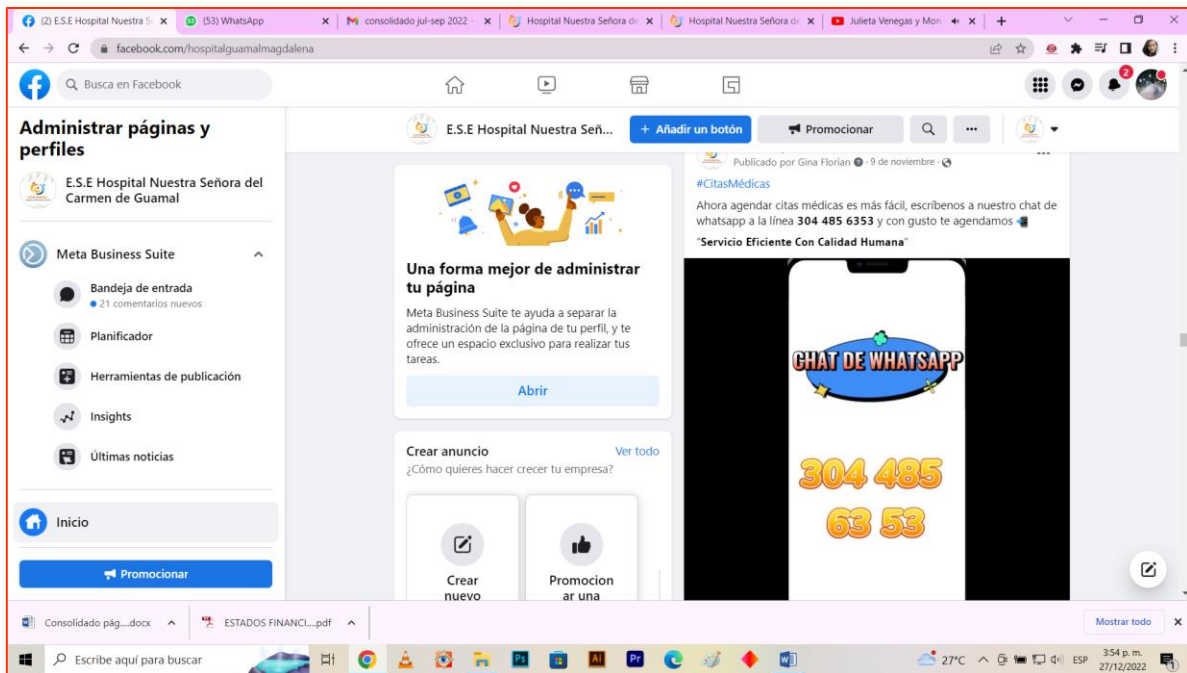 (2) E.S.E Hospital Nuestra S
(53) WhatsApp
consolidado jul-sep 2022 -
Hospital Nuestra Señora de
Hospital Nuestra Señora de
Julieta Venegas y Mon
facebook.com/hospitalguamalmagdalena
Busca en Facebook
2
Administrar páginas y
perfiles
E.S.E Hospital Nuestra Señora del
Carmen de Guamal
Meta Business Suite
Bandeja de entrada
21 comentarios nuevos
Planificador
Herramientas de publicación
Insights
Últimas noticias
Inicio
Promocionar
E.S.E Hospital Nuestra Señ...
+ Añadir un botón
Promocionar
Una forma mejor de administrar
tu página
Meta Business Suite te ayuda a separar la
administración de la página de tu perfil, y te
ofrece un espacio exclusivo para realizar tus
tareas.
Abrir
Crear anuncio
Ver todo
¿Cómo quieres hacer crecer tu empresa?
Crear
nuevo
Promocion
ar una
Publicado por Gina Florian · 9 de noviembre ·
#CitasMédicas
Ahora agendar citas médicas es más fácil, escríbenos a nuestro chat de
whatsapp a la línea 304 485 6353 y con gusto te agendamos
"Servicio Eficiente Con Calidad Humana"
CHAT DE WHATSAPP
304 485
63 53
Consolidado pág....docx
ESTADOS FINANCI....pdf
Mostrar todo
Escribe aquí para buscar
Ps
Ai
Pr
27°C
ESP
3:54 p. m.
27/12/2022
1